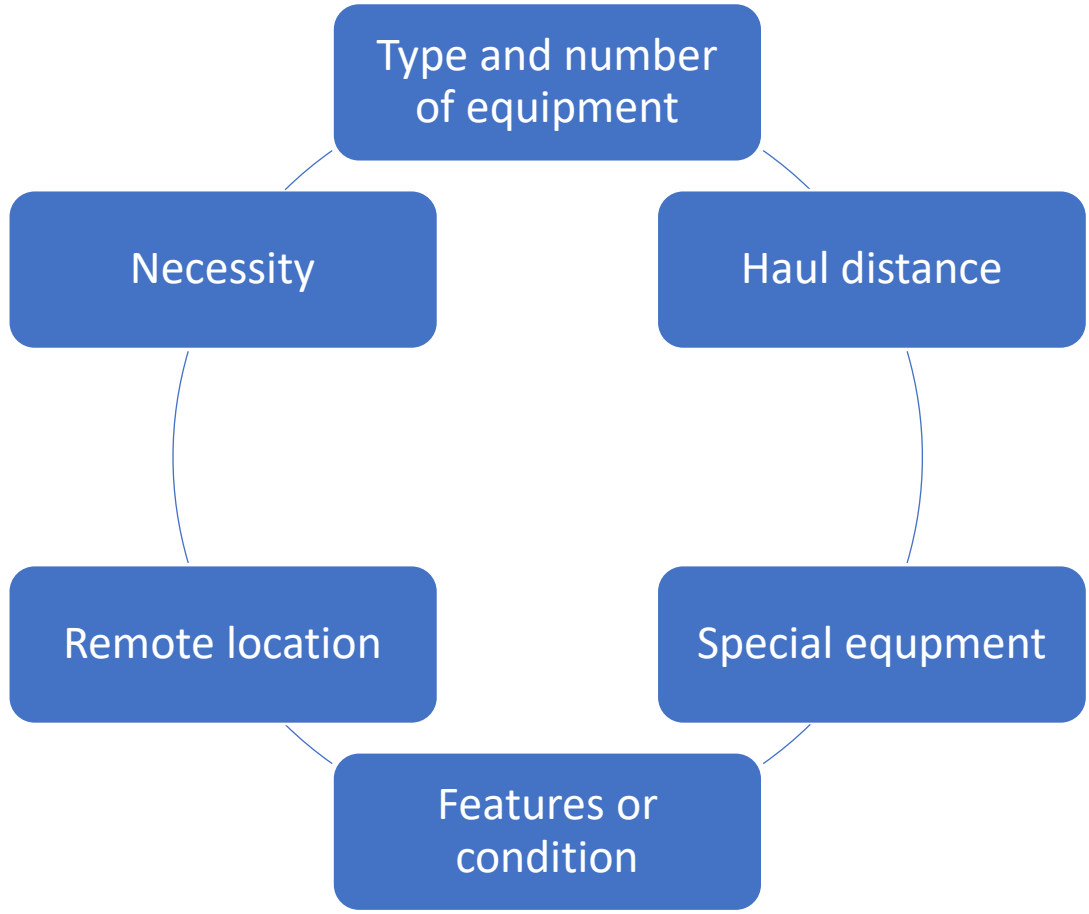 Type and number
of equipment
Haul distance
Special equpment
Features or
condition
Remote location
Necessity